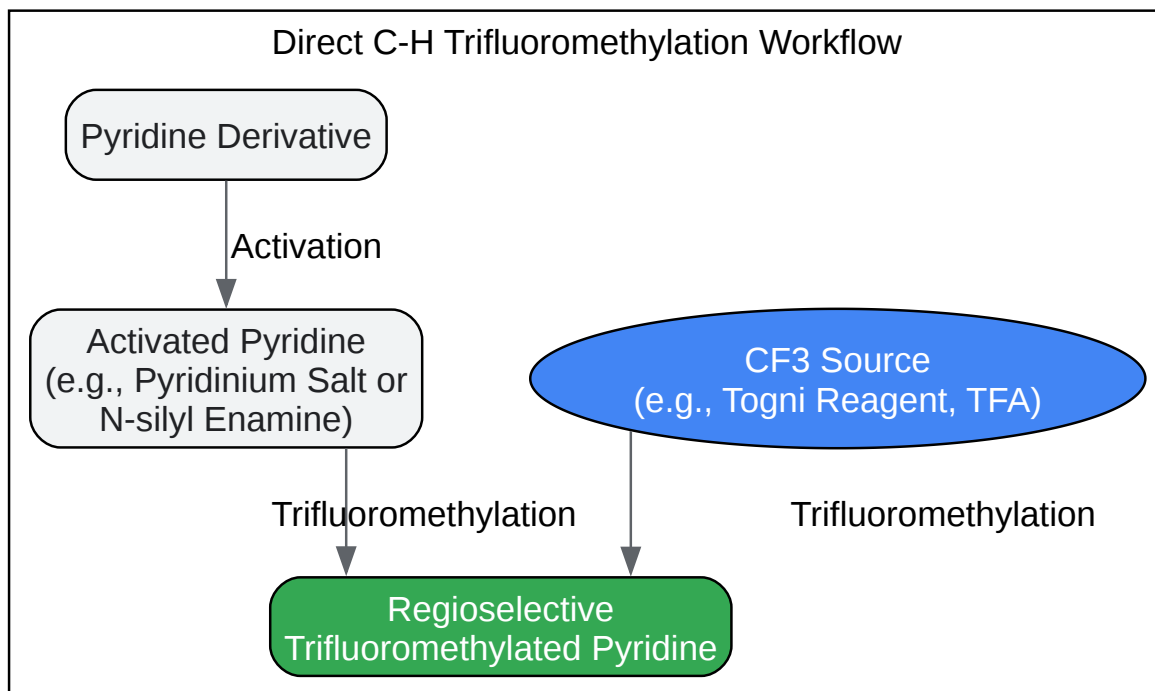 Direct C-H Trifluoromethylation Workflow
Pyridine Derivative
Activation
Activated Pyridine
(e.g., Pyridinium Salt or
N-silyl Enamine)
CF3 Source
(e.g., Togni Reagent, TFA)
Trifluoromethylation
Trifluoromethylation
Regioselective
Trifluoromethylated Pyridine